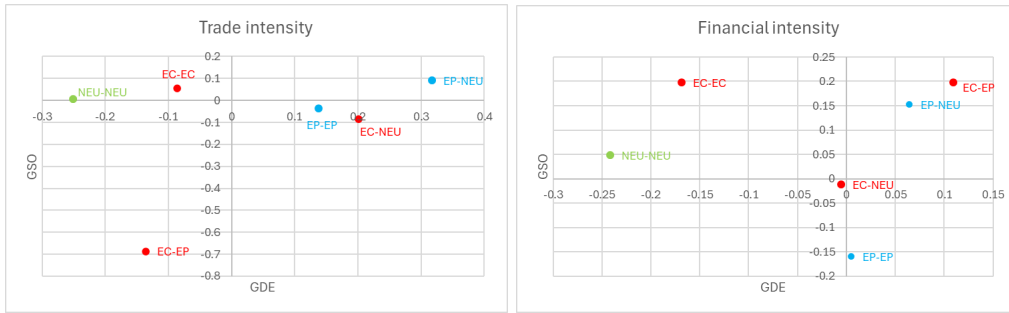 Trade intensity
0.2
EC-EC
0.1
EP-NEU
NEU-NEU
0
-0.3 -0.2 -0.1 0 0.1 0.2 0.3 0.4
-0.1
EP-EP
EC-NEU
-0.2
-0.3
-0.4
-0.5
-0.6
EC-EP
-0.7
-0.8
GSO
GDE
Financial intensity
0.25
EC-EC
0.2
EC-EP
0.15
EP-NEU
0.1
NEU-NEU
0.05
0
EC-NEU
-0.3 -0.25 -0.2 -0.15 -0.1 -0.05 0 0.05 0.1 0.15
-0.05
-0.1
-0.15
EP-EP
-0.2
GSO
GDE